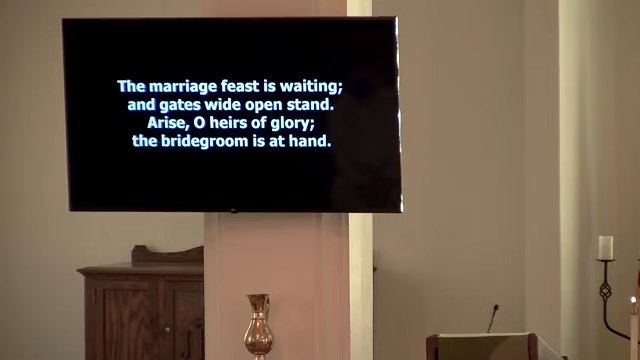 The marriage feast is waiting;
and gates wide open stand.
Arise, O heirs of glory;
the bridegroom is at hand.